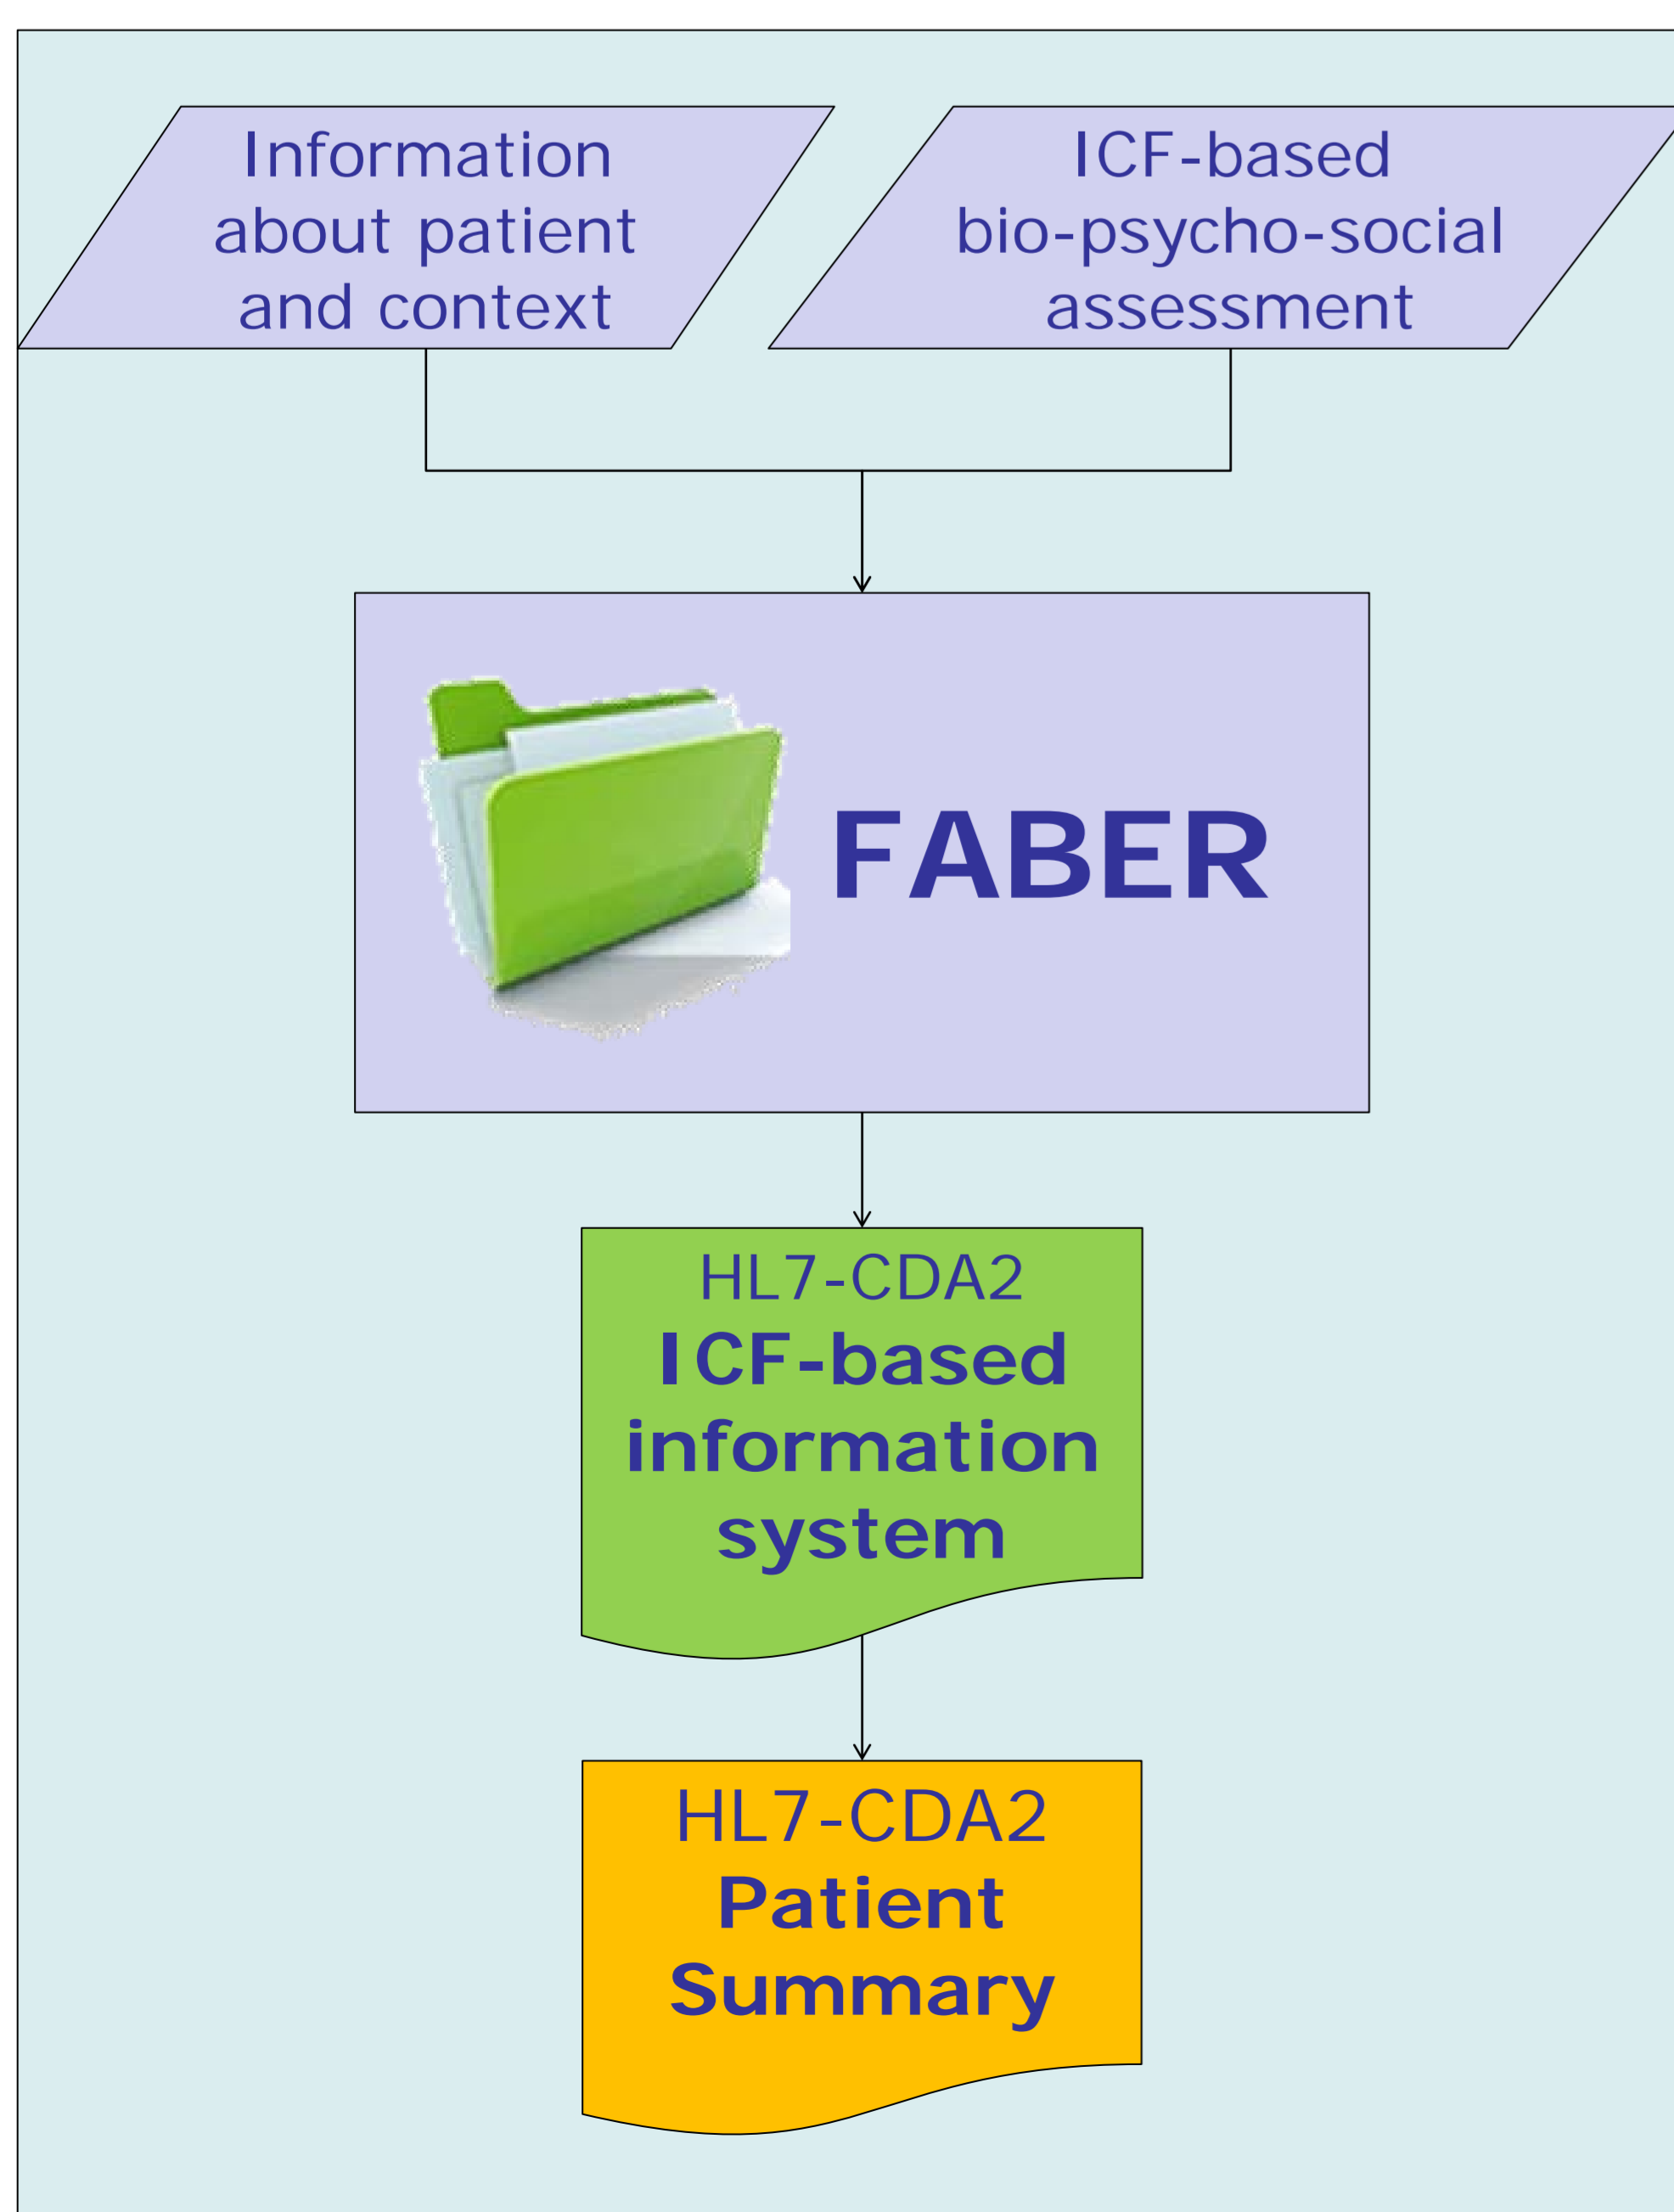 Information
about patient
and context
ICF-based
bio-psycho-social
assessment
FABER
HL7-CDA2
ICF-based
information
system
HL7-CDA2
Patient
Summary